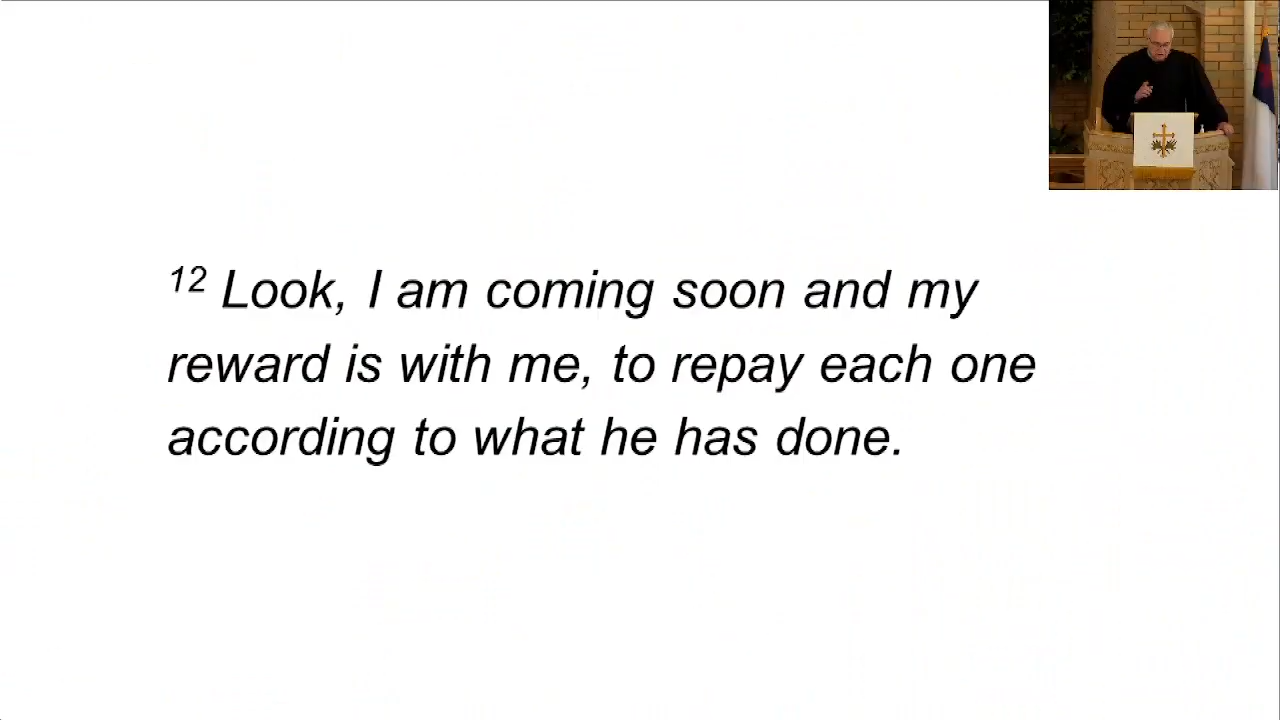 12 Look, I am coming soon and my
reward is with me, to repay each one
according to what he has done.